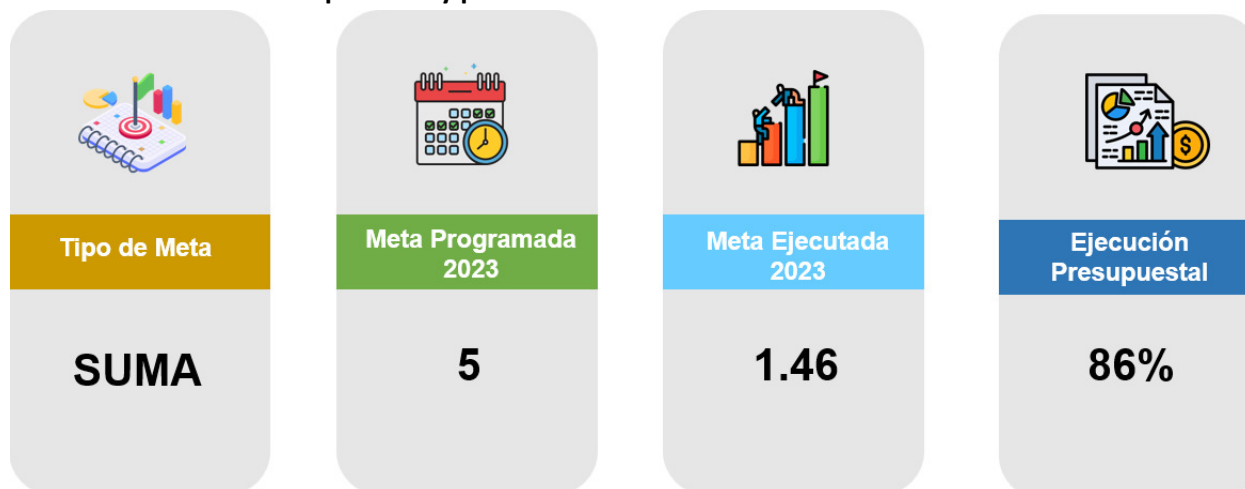 Tipo de Meta
SUMA
Meta Programada
2023
5
Meta Ejecutada
2023
1.46
Ejecución
Presupuestal
86%
$